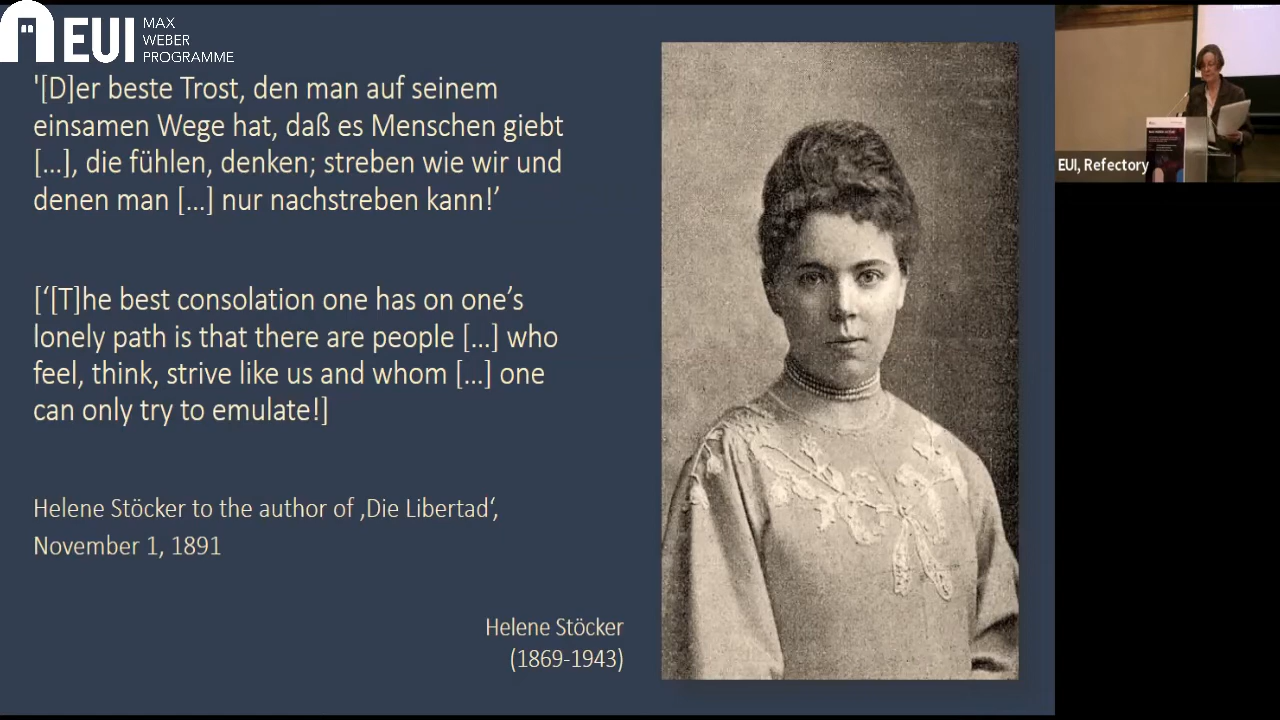 EUI
MAX
WEBER
PROGRAMME
'[D]er beste Trost, den man auf seinem
einsamen Wege hat, daß es Menschen giebt
[...], die fühlen, denken; streben wie wir und
denen man [...] nur nachstreben kann!’
[‘[T]he best consolation one has on one’s
lonely path is that there are people [...] who
feel, think, strive like us and whom [...] one
can only try to emulate!]
Helene Stöcker to the author of ‚Die Libertad‘,
November 1, 1891
Helene Stöcker
(1869-1943)
EUI, Refectory